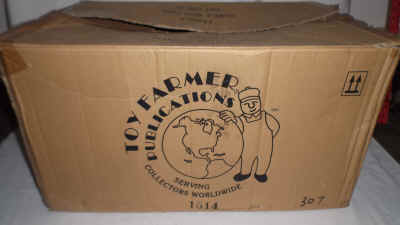 TOY FARMER
PUBLICATIONS
SERVING
COLLECTORS WORLDWIDE
1614
307